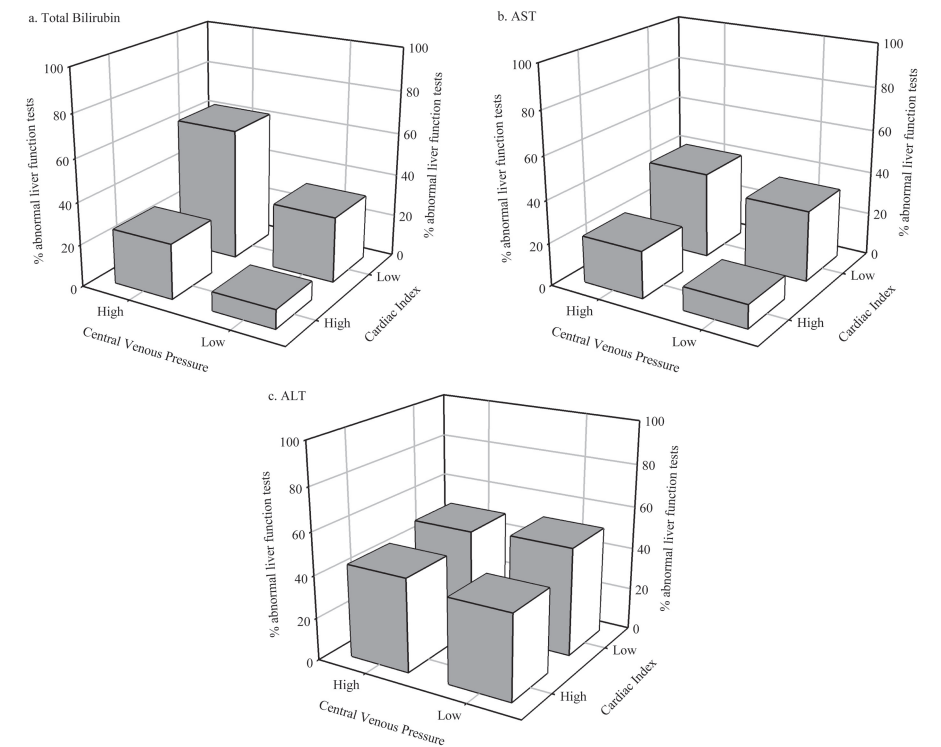 a. Total Bilirubin
% abnormal liver function tests
100
80
60
40
20
0
100
80
60
40
20
0
% abnormal liver function tests
High
Low
Central Venous Pressure
High
Low
Cardiac Index
b. AST
% abnormal liver function tests
100
80
60
40
20
0
100
80
60
40
20
0
% abnormal liver function tests
High
Low
Central Venous Pressure
High
Low
Cardiac Index
c. ALT
% abnormal liver function tests
100
80
60
40
20
0
100
80
60
40
20
0
% abnormal liver function tests
High
Low
Central Venous Pressure
High
Low
Cardiac Index